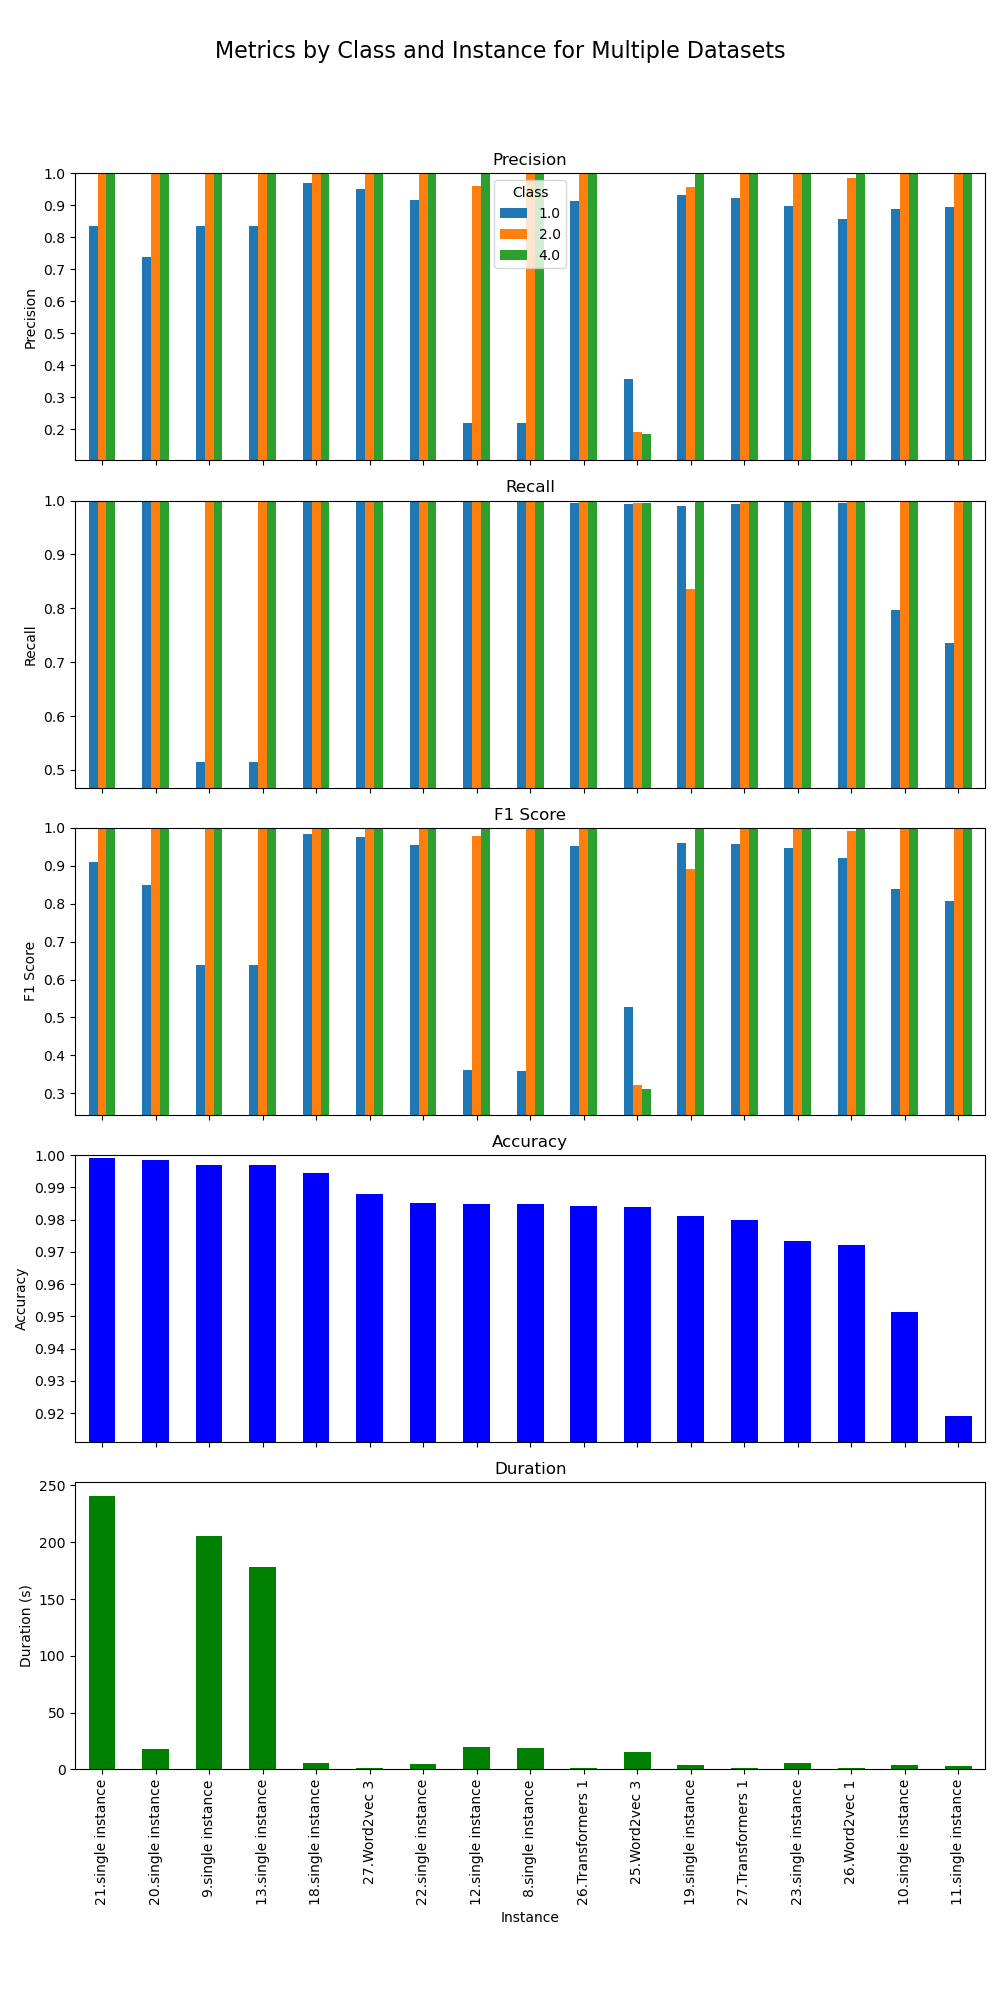 Metrics by Class and Instance for Multiple Datasets
Precision
Class
1.0
2.0
4.0
1.0
0.9
0.8
0.7
0.6
0.5
0.4
0.3
0.2
Precision
Recall
1.0
0.9
0.8
0.7
0.6
0.5
Recall
F1 Score
1.0
0.9
0.8
0.7
0.6
0.5
0.4
0.3
F1 Score
Accuracy
1.00
0.99
0.98
0.97
0.96
0.95
0.94
0.93
0.92
Accuracy
Duration
250
200
150
100
50
0
Duration (s)
21.single instance
20.single instance
9.single instance
13.single instance
18.single instance
27.Word2vec 3
22.single instance
12.single instance
8.single instance
26.Transformers 1
25.Word2vec 3
19.single instance
27.Transformers 1
23.single instance
26.Word2vec 1
10.single instance
11.single instance
Instance